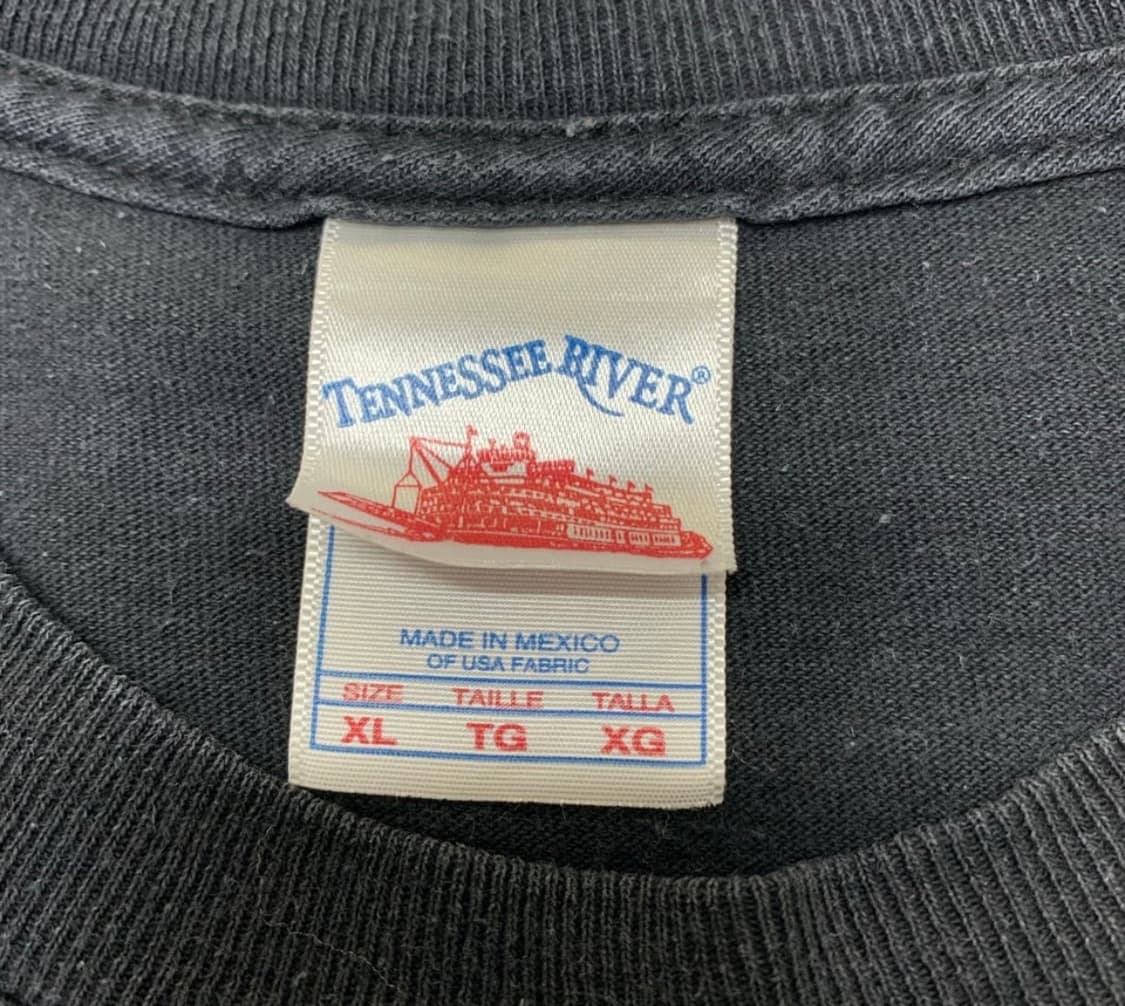 TENNESSEE RIVER®
MADE IN MEXICO
OF USA FABRIC
SIZE TAILLE TALLA
XL TG XG